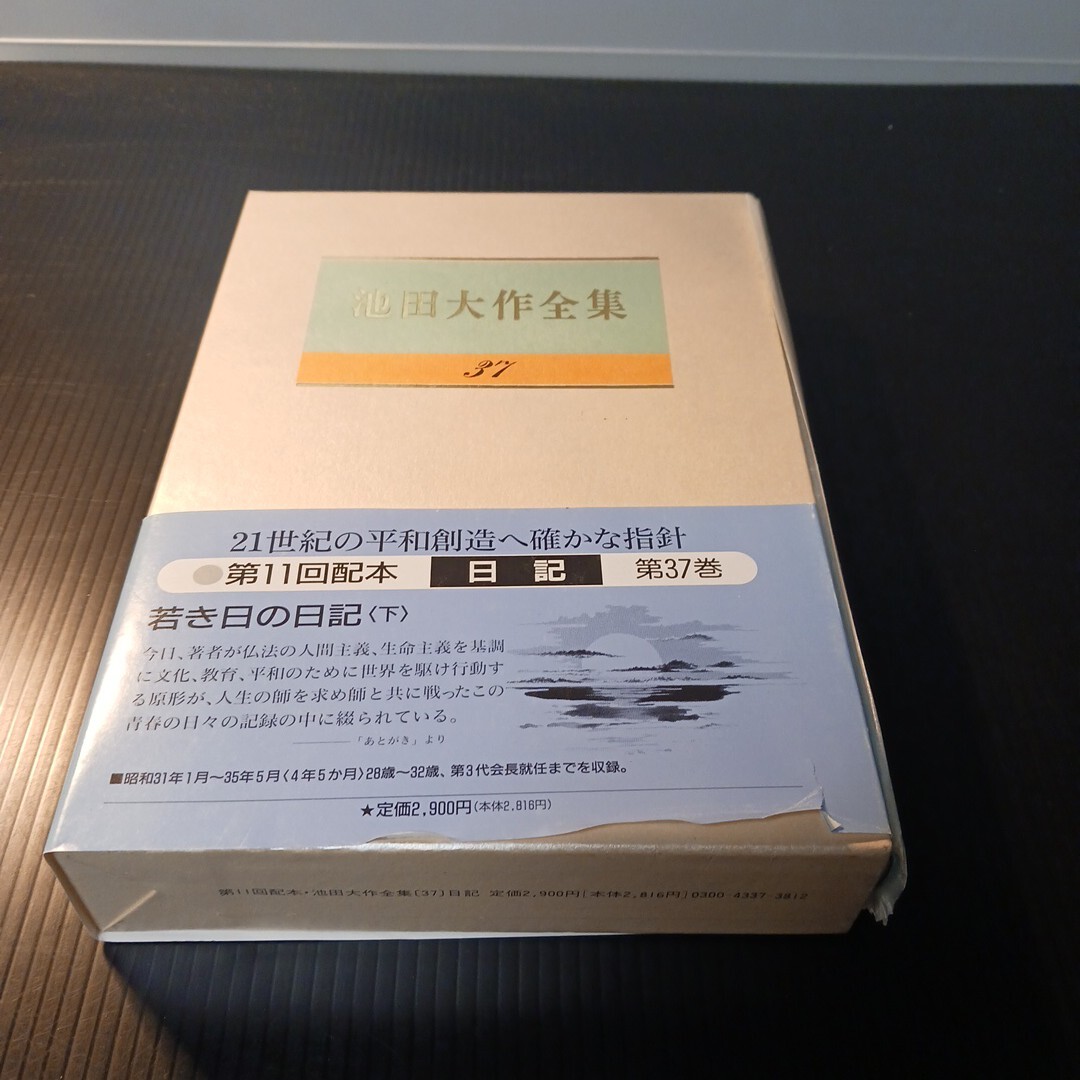 池田大作全集
37
21世紀の平和創造へ確かな指針
●第11回配本 日記 第37巻
若き日の日記〈下〉
今日、著者が仏法の人間主義、生命主義を基調
に文化、教育、平和のために世界を駆け行動す
る原形が、人生の師を求め師と共に戦ったこの
青春の日々の記録の中に綴られている。
―――「あとがき」より
■昭和31年1月〜35年5月〈4年5か月〉28歳〜32歳、第3代会長就任までを収録。
★定価2,900円(本体2,816円)
第11回配本・池田大作全集〔37〕日記 定価2,900円[本体2,816円]0300-4337-3812